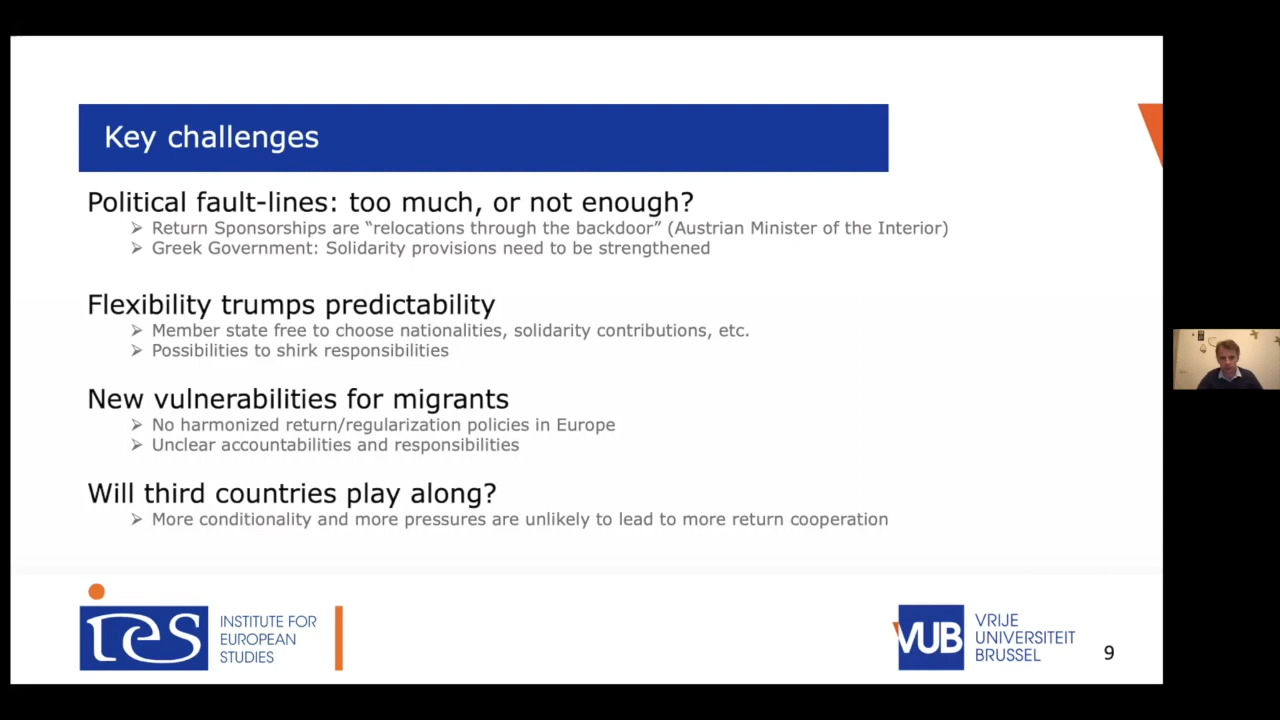 Key challenges
Political fault-lines: too much, or not enough?
➢ Return Sponsorships are “relocations through the backdoor” (Austrian Minister of the Interior)
➢ Greek Government: Solidarity provisions need to be strengthened
Flexibility trumps predictability
➢ Member state free to choose nationalities, solidarity contributions, etc.
➢ Possibilities to shirk responsibilities
New vulnerabilities for migrants
➢ No harmonized return/regularization policies in Europe
➢ Unclear accountabilities and responsibilities
Will third countries play along?
➢ More conditionality and more pressures are unlikely to lead to more return cooperation
ies
INSTITUTE FOR
EUROPEAN
STUDIES
VUB
VRIJE
UNIVERSITEIT
BRUSSEL
9